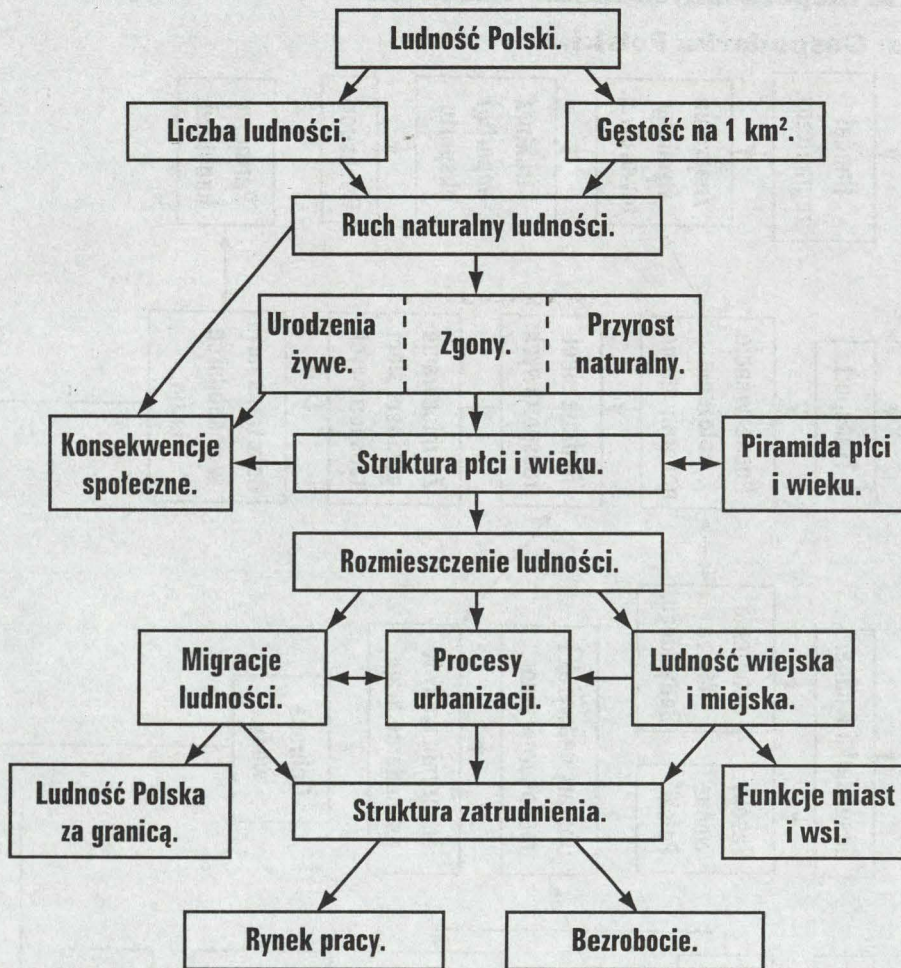 Gospodarka Polski
Ludność Polski.
Liczba ludności.
Gęstość na 1 km².
Ruch naturalny ludności.
Urodzenia
żywe.
Zgony.
Przyrost
naturalny.
Konsekwencje
społeczne.
Struktura płci i wieku.
Piramida płci
i wieku.
Rozmieszczenie ludności.
Migracje
ludności.
Procesy
urbanizacji.
Ludność wiejska
i miejska.
Ludność Polska
za granicą.
Struktura zatrudnienia.
Funkcje miast
i wsi.
Rynek pracy.
Bezrobocie.